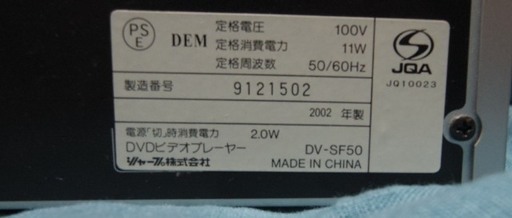 PS
E
DEM
定格電圧 100V
定格消費電力 11W
定格周波数 50/60Hz
JQA
JQ10023
製造番号 9121502
2002 年製
電源「切」時消費電力 2.0W
DVDビデオプレーヤー DV-SF50
シャープ株式会社 MADE IN CHINA